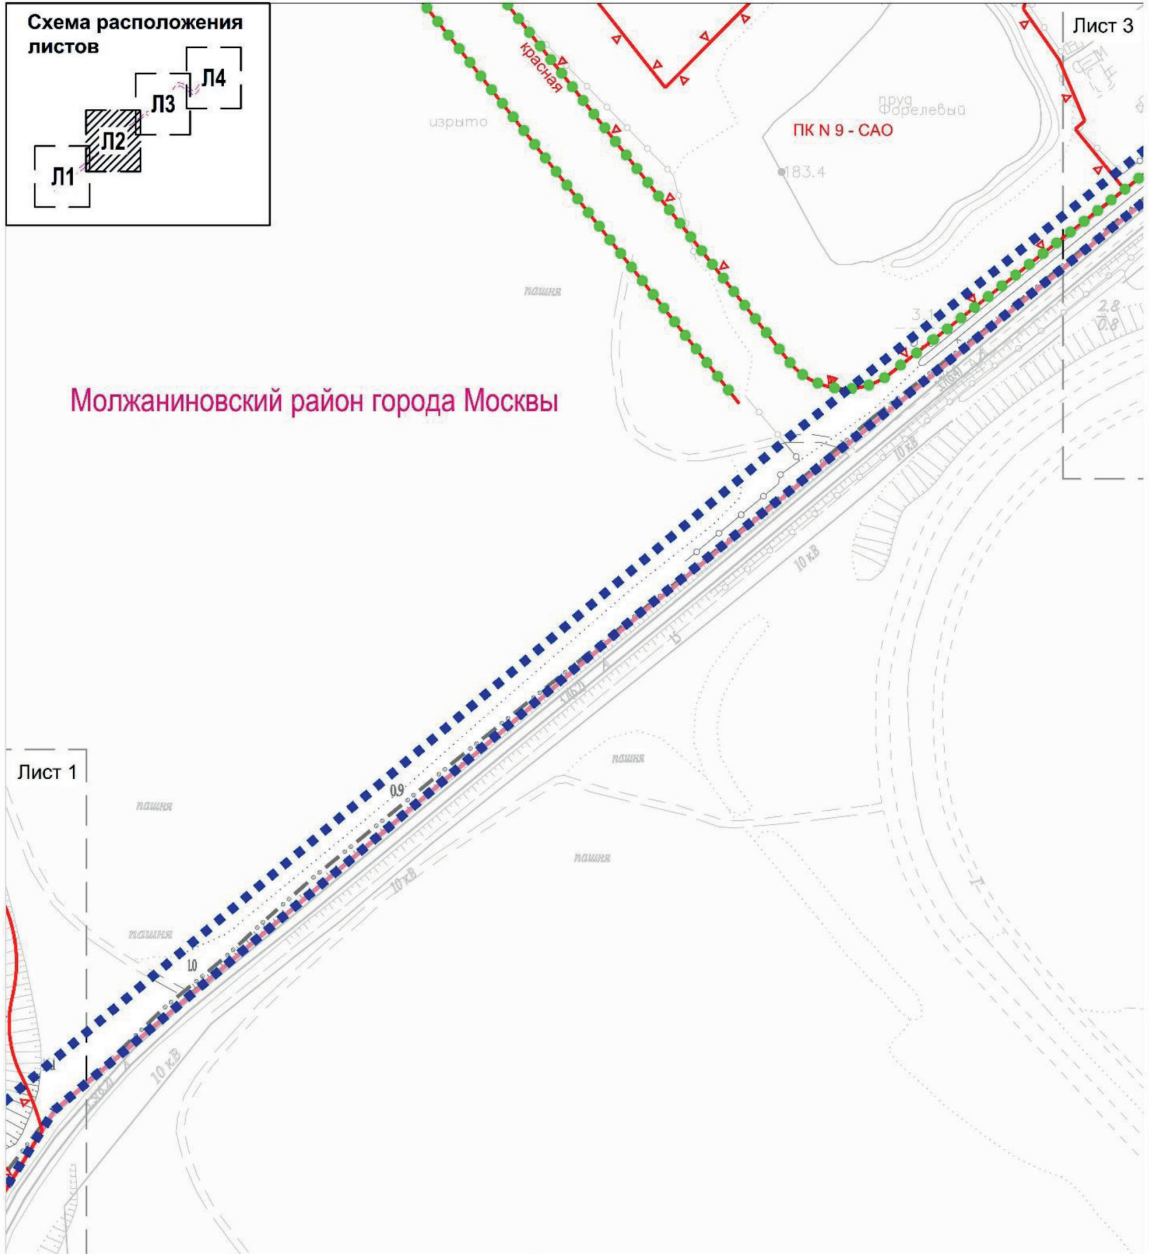 Схема расположения
листов
Л4
Л3
Л2
Л1
Лист 3
красная
изрыто
пруд
Форелевый
ПК N 9 - САО
183.4
пашня
2.8
0.8
Молжаниновский район города Москвы
10 кВ
10 кВ
15
пашня
Лист 1
0.9
пашня
пашня
10 кВ
пашня
1.0
10 кВ